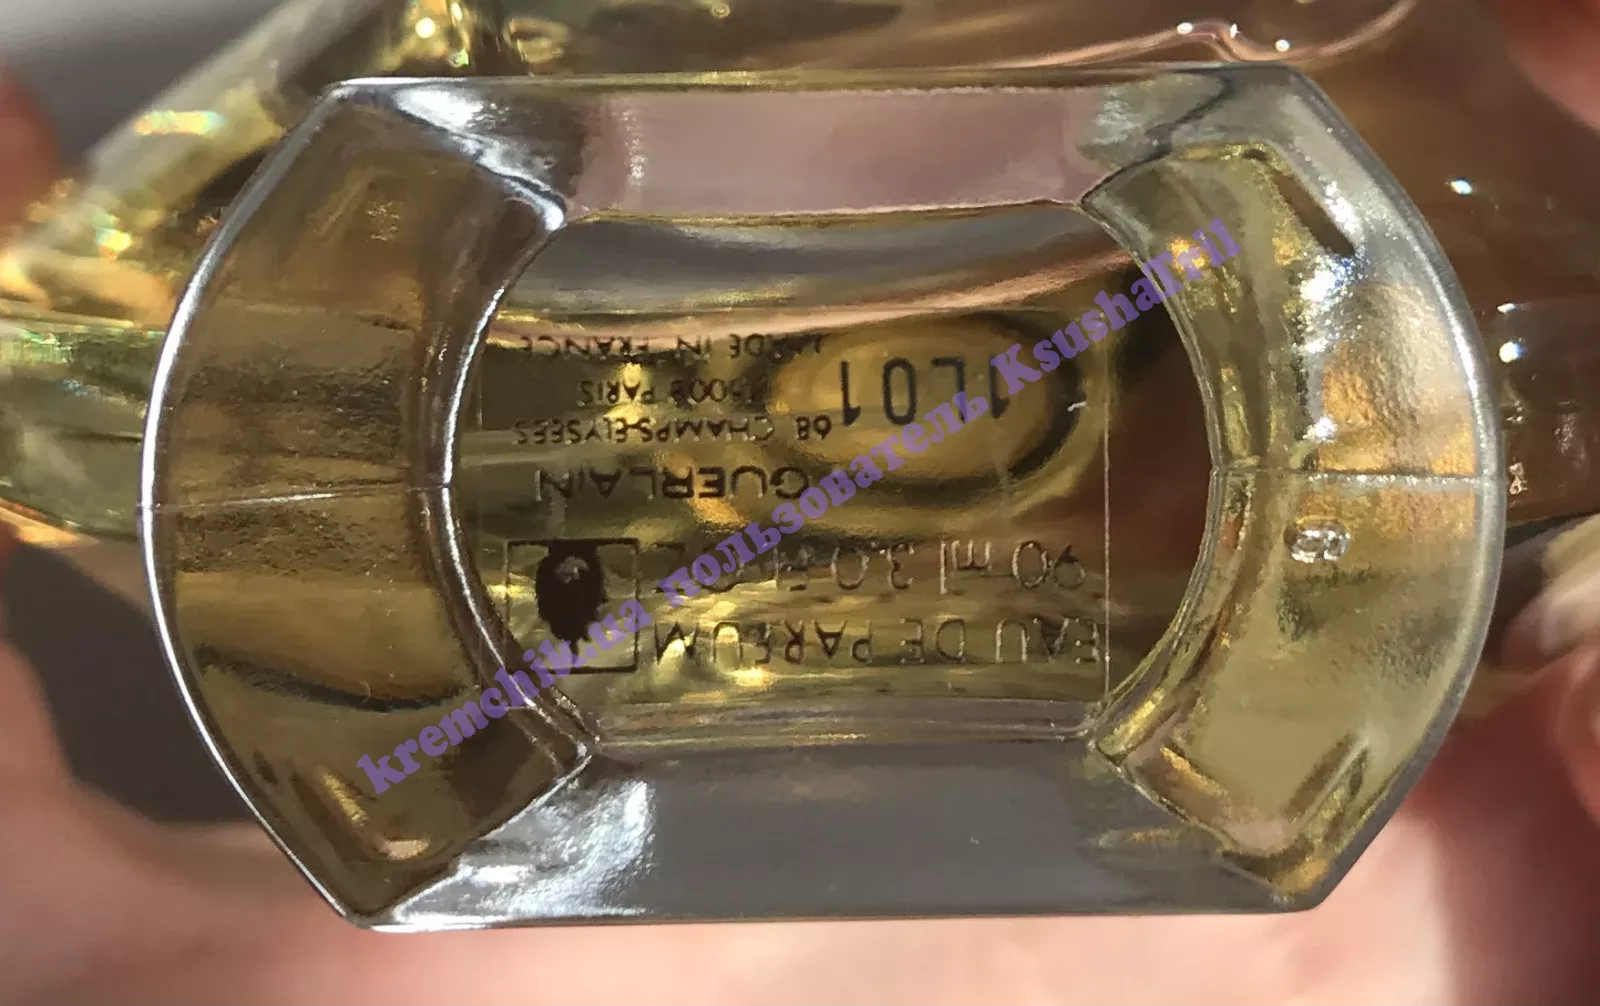 EAU DE PARFUM
90 ml 3.0 FL. OZ.
GUERLAIN
68 CHAMPS-ELYSEES
75008 PARIS
MADE IN FRANCE
1L01
kremchik.ua пользователь KsushaTril